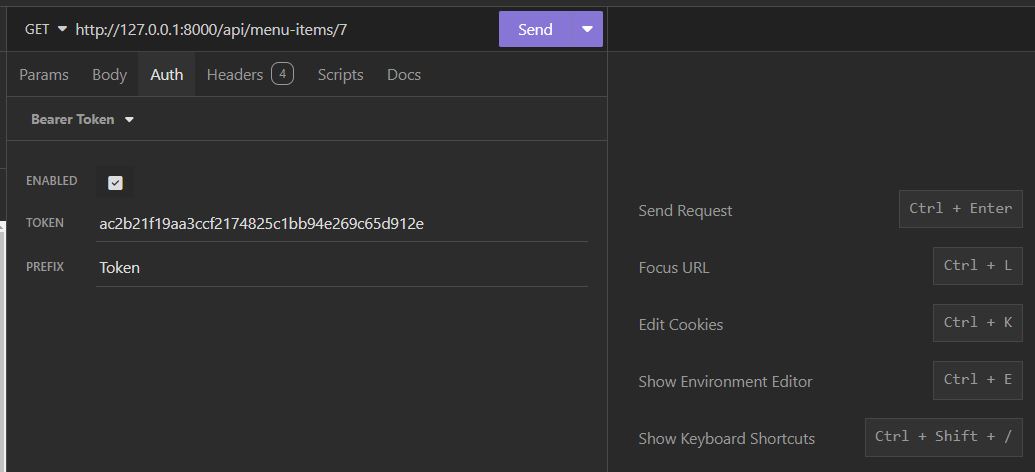 GET http://127.0.0.1:8000/api/menu-items/7 Send
Params Body Auth Headers 4 Scripts Docs
Bearer Token
ENABLED
TOKEN ac2b21f19aa3ccf2174825c1bb94e269c65d912e
PREFIX Token
Send Request Ctrl + Enter
Focus URL Ctrl + L
Edit Cookies Ctrl + K
Show Environment Editor Ctrl + E
Show Keyboard Shortcuts Ctrl + Shift + /